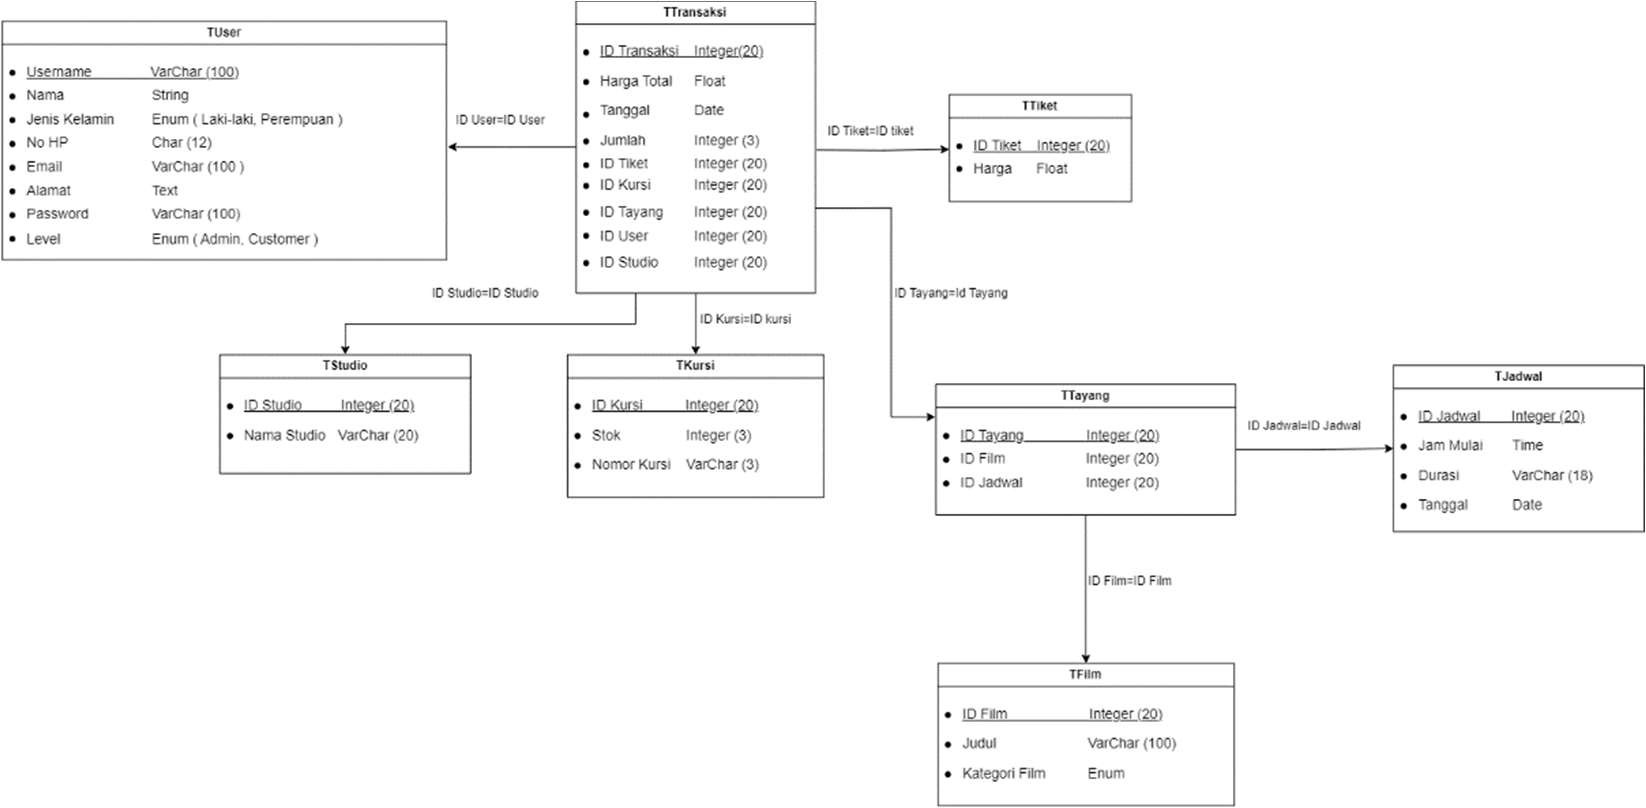 TUser
Username VarChar (100)
Nama String
Jenis Kelamin Enum ( Laki-laki, Perempuan )
No HP Char (12)
Email VarChar (100 )
Alamat Text
Password VarChar (100)
Level Enum ( Admin, Customer )
ID User=ID User
TTransaksi
ID Transaksi Integer(20)
Harga Total Float
Tanggal Date
Jumlah Integer (3)
ID Tiket Integer (20)
ID Kursi Integer (20)
ID Tayang Integer (20)
ID User Integer (20)
ID Studio Integer (20)
ID Tiket=ID tiket
TTiket
ID Tiket Integer (20)
Harga Float
ID Studio=ID Studio
ID Kursi=ID kursi
ID Tayang=Id Tayang
TStudio
ID Studio Integer (20)
Nama Studio VarChar (20)
TKursi
ID Kursi Integer (20)
Stok Integer (3)
Nomor Kursi VarChar (3)
TTayang
ID Tayang Integer (20)
ID Film Integer (20)
ID Jadwal Integer (20)
ID Jadwal=ID Jadwal
TJadwal
ID Jadwal Integer (20)
Jam Mulai Time
Durasi VarChar (18)
Tanggal Date
ID Film=ID Film
TFilm
ID Film Integer (20)
Judul VarChar (100)
Kategori Film Enum